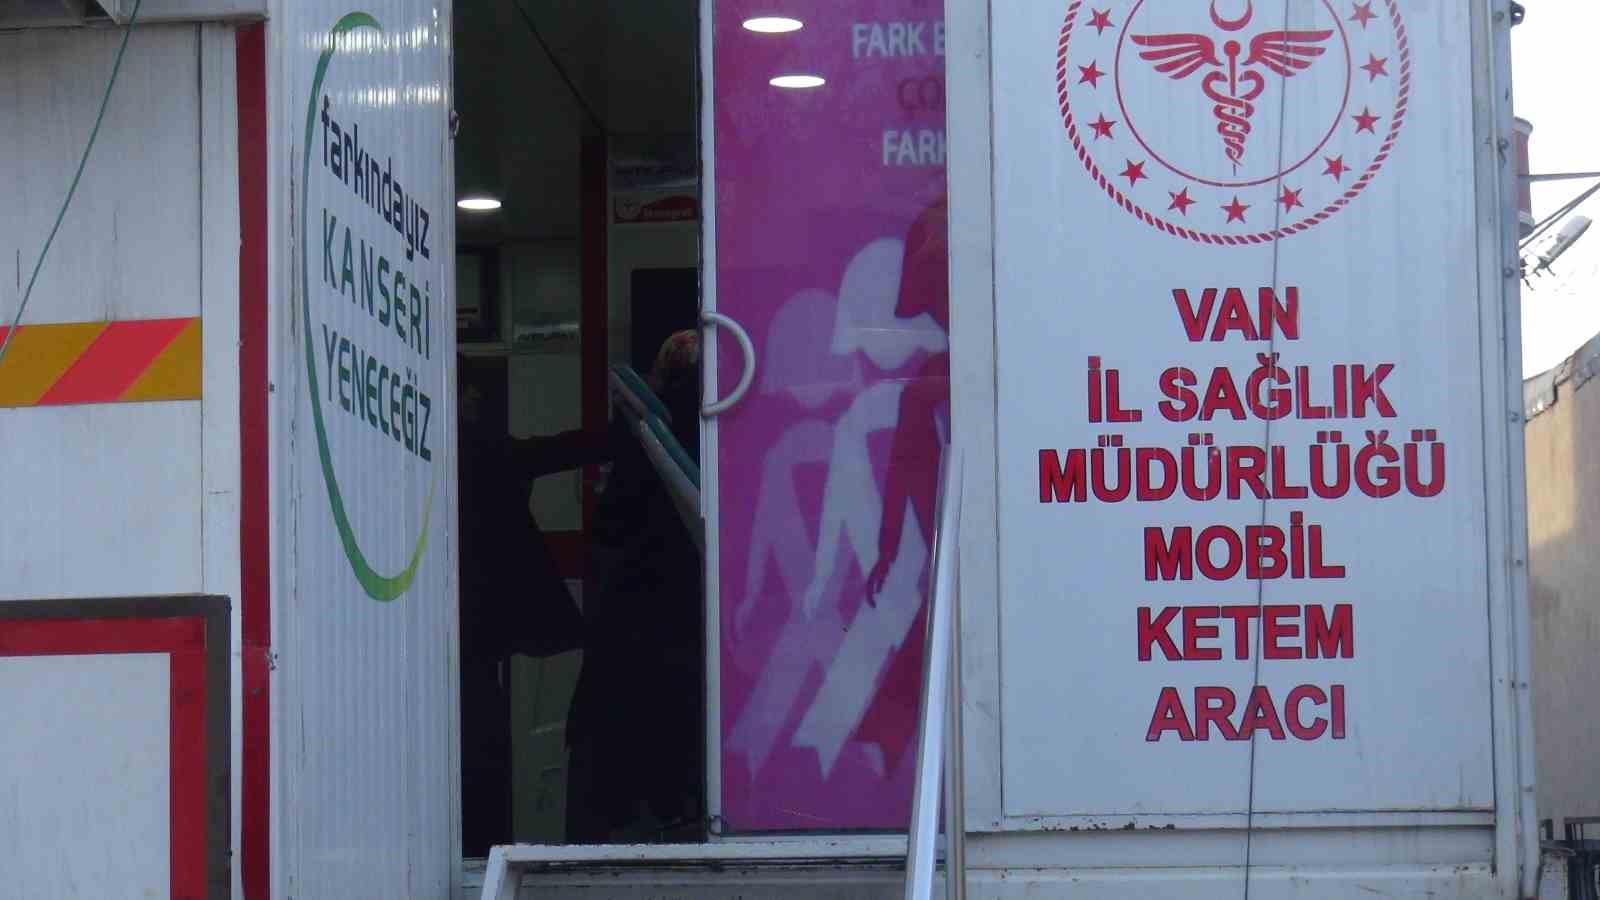 farkındayız
KANSERİ
YENECEĞİZ
FARK
FARK
VAN
İL SAĞLIK
MÜDÜRLÜĞÜ
MOBİL
KETEM
ARACI